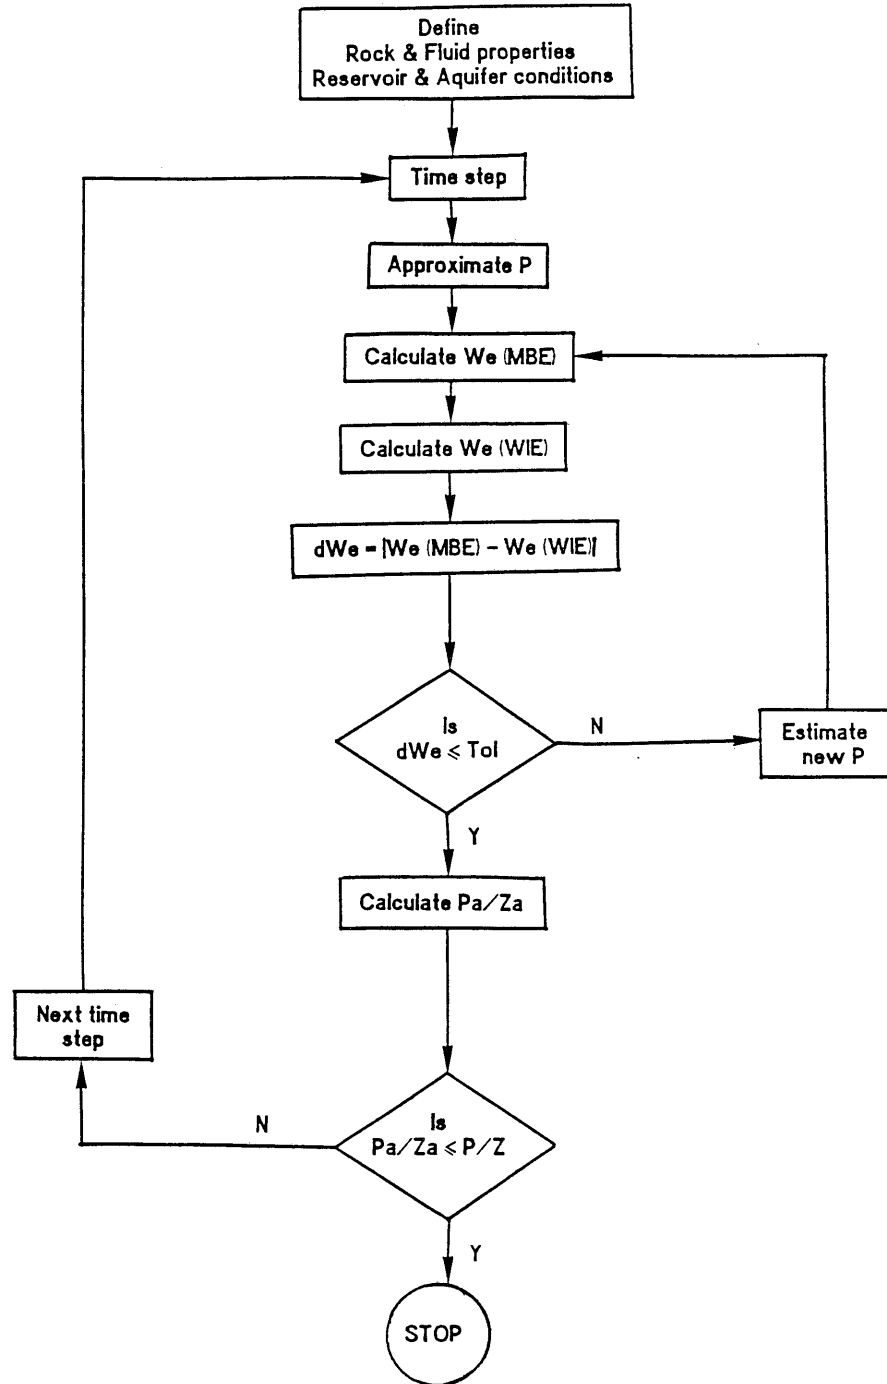 Define
Rock & Fluid properties
Reservoir & Aquifer conditions
Time step
Approximate P
Calculate We (MBE)
Calculate We (WIE)
dWe = |We (MBE) - We (WIE)|
Is
dWe ⩽ Tol
N
Estimate
new P
Y
Calculate Pa/Za
Next time
step
N
Is
Pa/Za ⩽ P/Z
Y
STOP